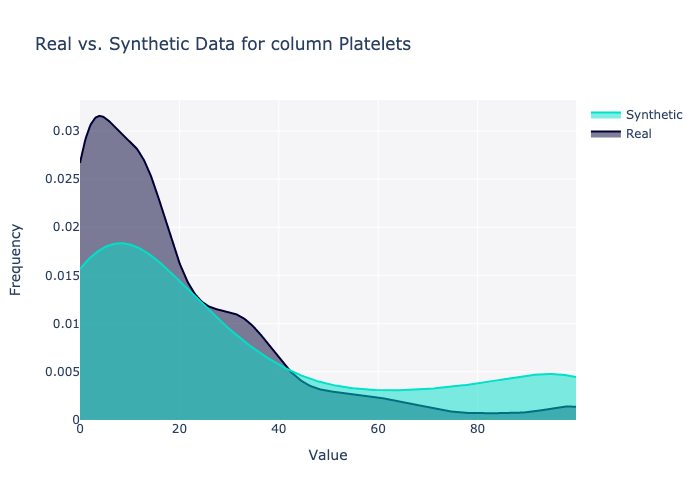 Real vs. Synthetic Data for column Platelets
Synthetic
Real
Frequency
0.03
0.025
0.02
0.015
0.01
0.005
0
0 20 40 60 80
Value